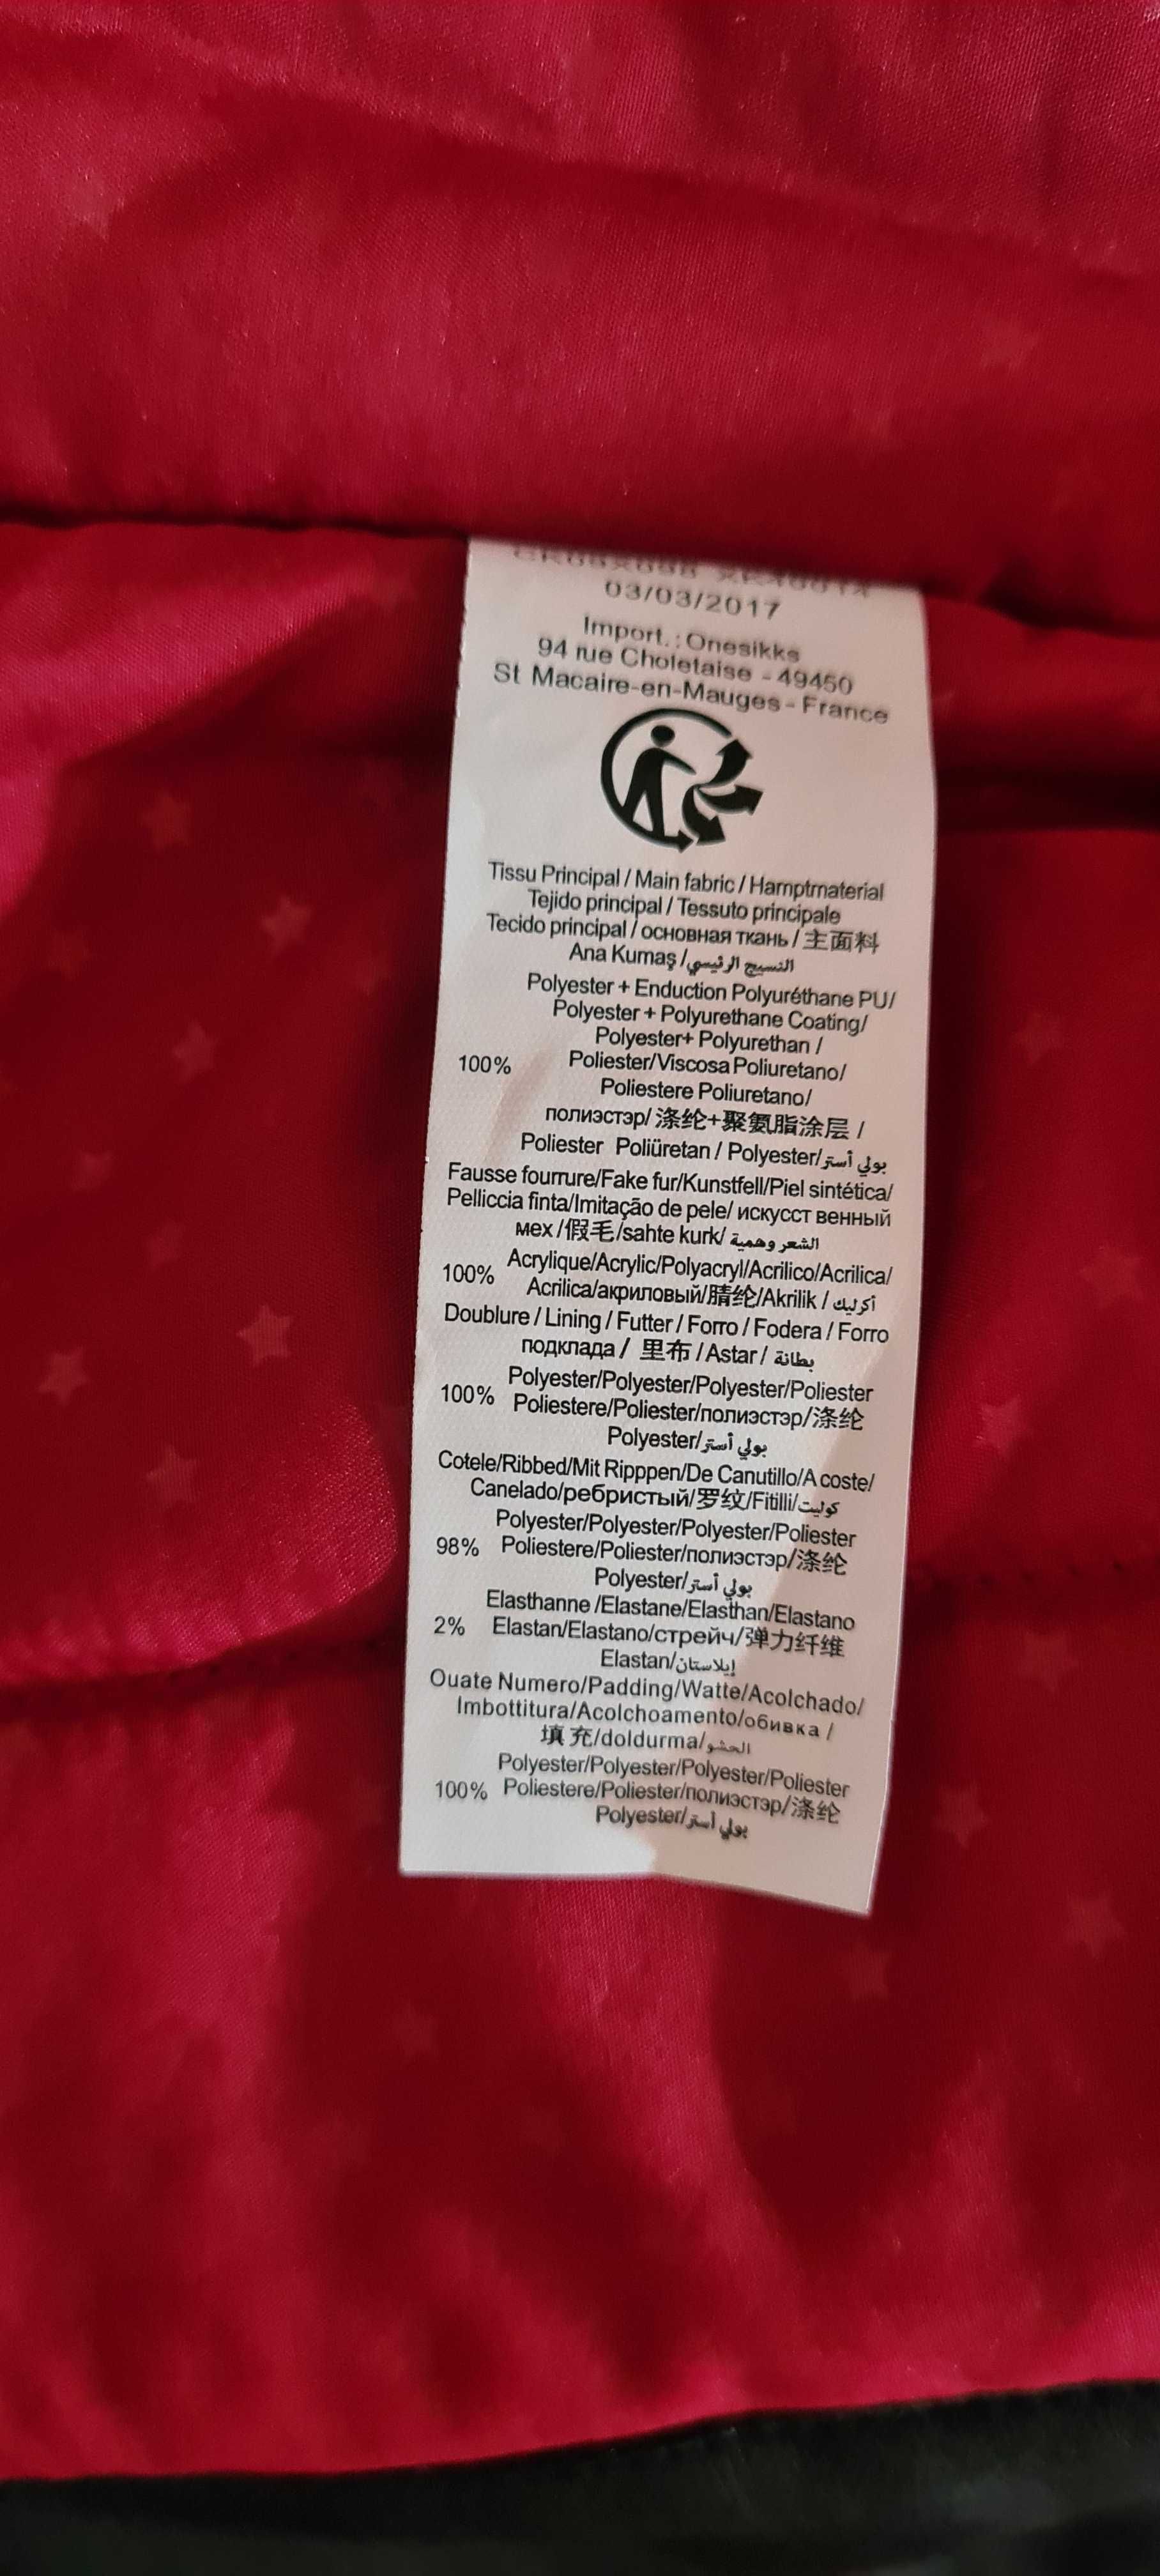 03/03/2017
Import. : Onesikks
94 rue Choletaise - 49450
St Macaire-en-Mauges - France
Tissu Principal / Main fabric / Hamptmaterial
Tejido principal / Tessuto principale
Tecido principal / основная ткань / 主面料
Ana Kumaş / النسيج الرئيسي
Polyester + Enduction Polyuréthane PU/
Polyester + Polyurethane Coating/
Polyester+ Polyurethan /
100% Poliester/Viscosa Poliuretano/
Poliestere Poliuretano/
полиэстэр/ 涤纶+聚氨脂涂层 /
Poliester Poliüretan / Polyester/بولي أستر
Fausse fourrure/Fake fur/Kunstfell/Piel sintética/
Pelliccia finta/Imitação de pele/ искусст венный
мех /假毛/sahte kurk/ الشعر وهمية
Acrylique/Acrylic/Polyacryl/Acrilico/Acrilica/
100% Acrilica/акриловый/腈纶/Akrilik / أكرليك
Doublure / Lining / Futter / Forro / Fodera / Forro
подклада / 里布 / Astar / بطانة
Polyester/Polyester/Polyester/Poliester
100% Poliestere/Poliester/полиэстэр/涤纶
Polyester/بولي أستر
Cotele/Ribbed/Mit Ripppen/De Canutillo/A coste/
Canelado/ребристый/罗纹/Fitilli/كوليت
Polyester/Polyester/Polyester/Poliester
98% Poliestere/Poliester/полиэстэр/涤纶
Polyester/بولي أستر
Elasthanne /Elastane/Elasthan/Elastano
2% Elastan/Elastano/стрейч/弹力纤维
Elastan/إيلاستان
Ouate Numero/Padding/Watte/Acolchado/
Imbottitura/Acolchoamento/обивка /
填 充/doldurma/الحشو
Polyester/Polyester/Polyester/Poliester
100% Poliestere/Poliester/полиэстэр/涤纶
Polyester/بولي أستر